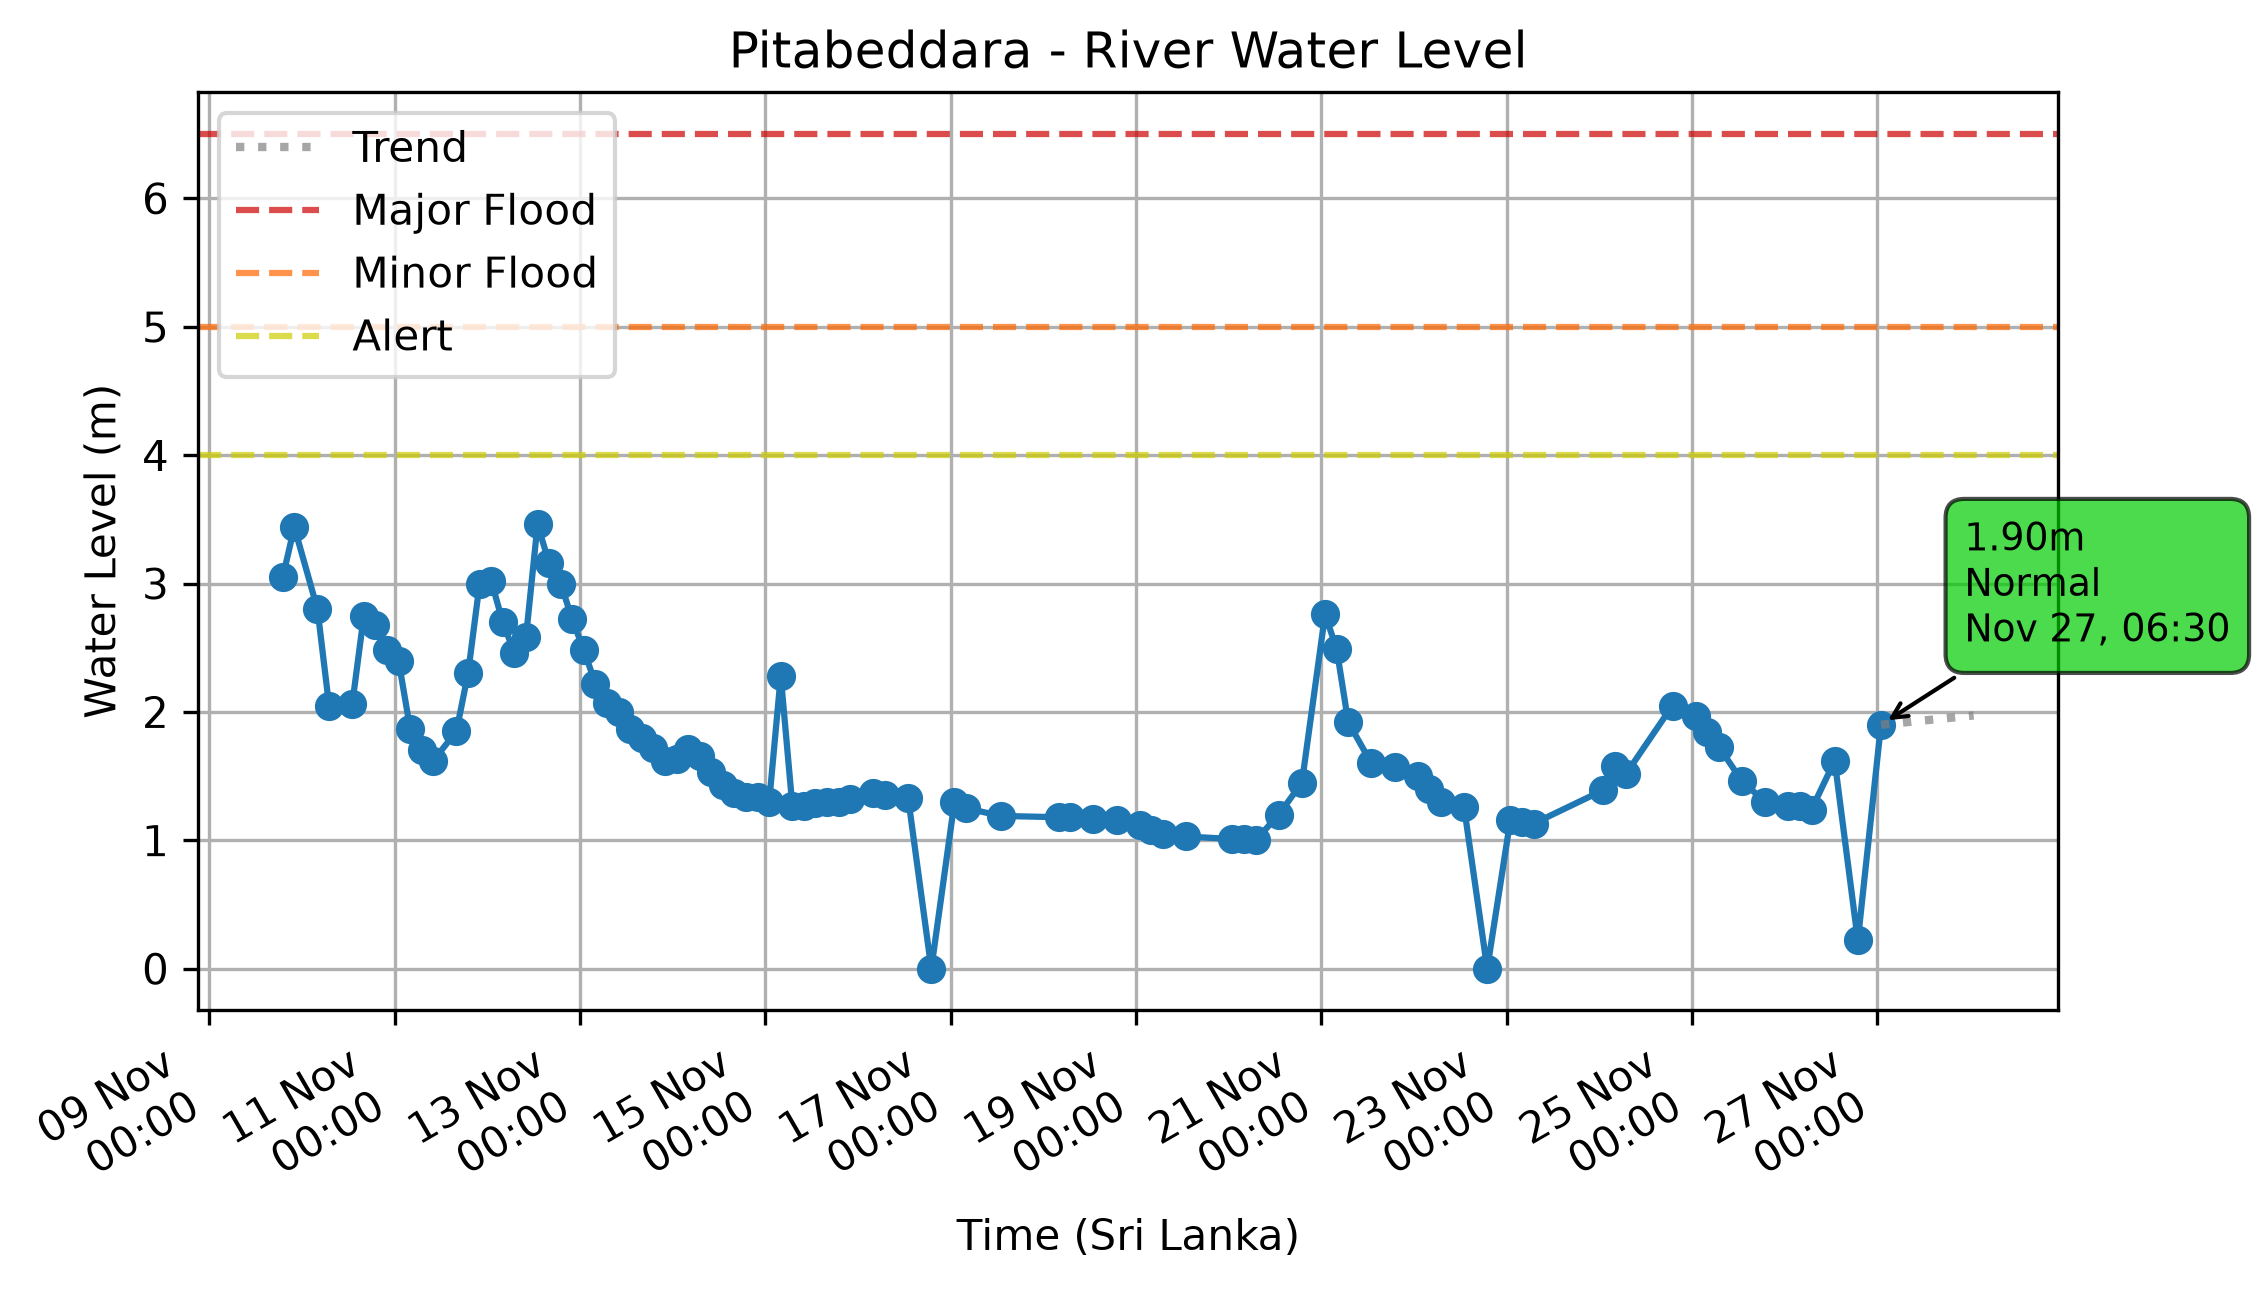 Pitabeddara - River Water Level
Trend
Major Flood
Minor Flood
Alert
Water Level (m)
6
5
4
3
2
1
0
1.90m
Normal
Nov 27, 06:30
09 Nov
00:00
11 Nov
00:00
13 Nov
00:00
15 Nov
00:00
17 Nov
00:00
19 Nov
00:00
21 Nov
00:00
23 Nov
00:00
25 Nov
00:00
27 Nov
00:00
Time (Sri Lanka)